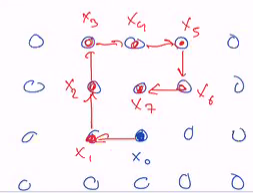 x₃ x₄ x₅
x₂ x₇ x₆
x₁ x₀